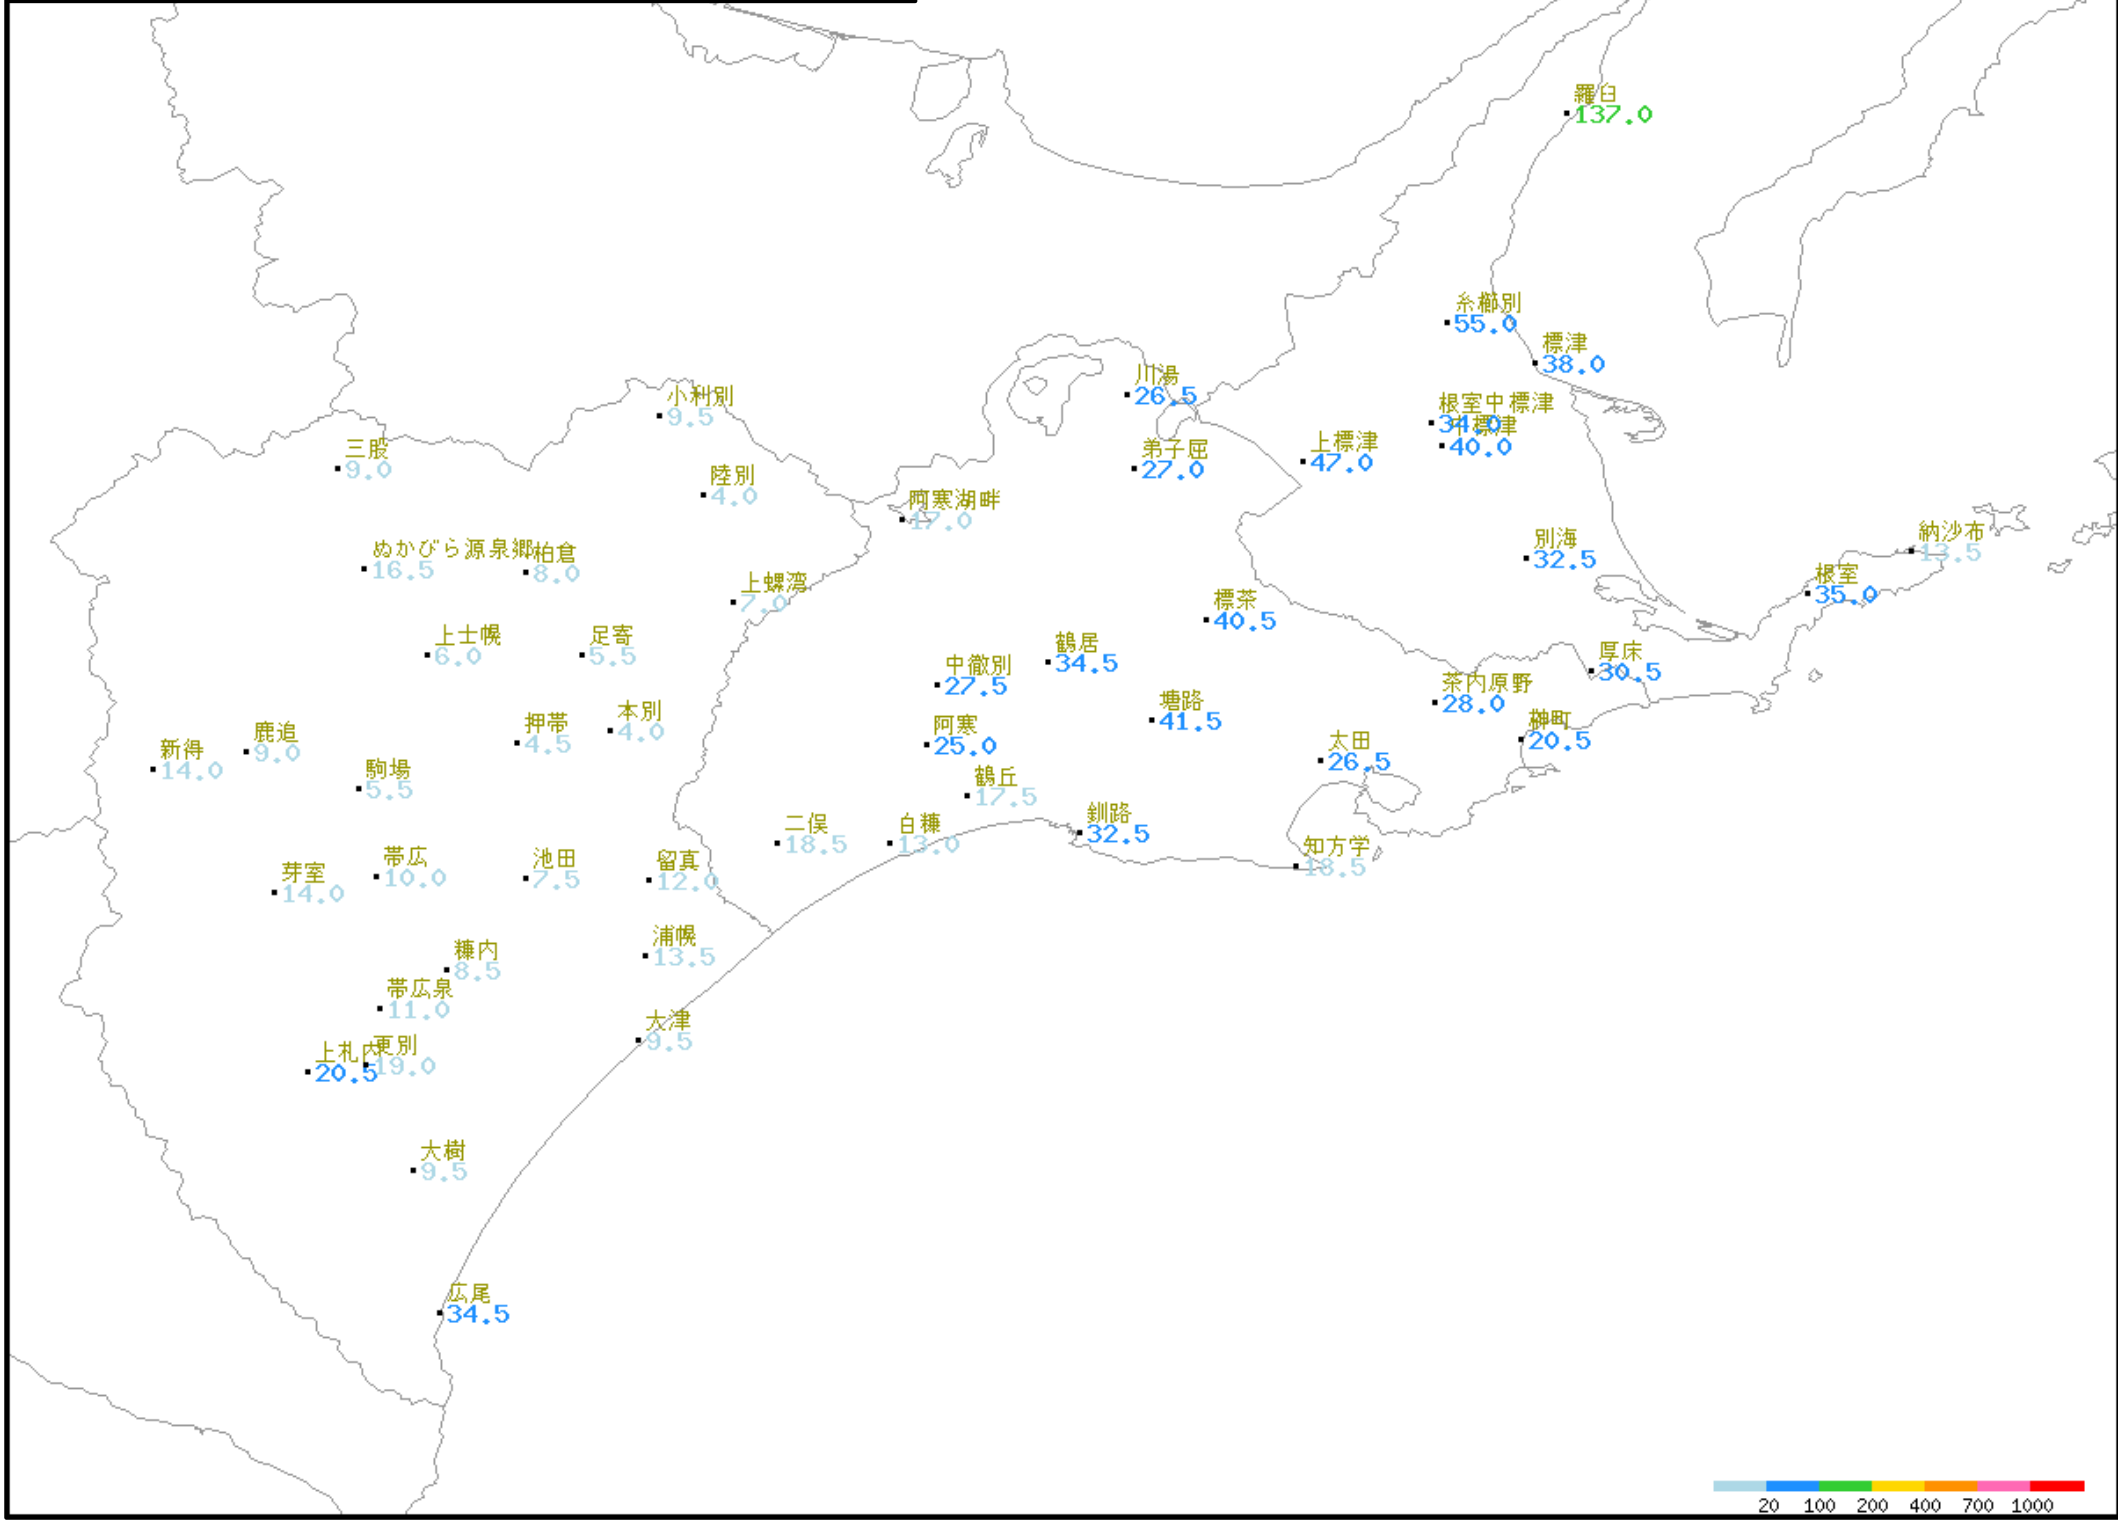 羅臼
137.0
糸櫛別
55.0
標津
38.0
川湯
26.5
小利別
9.5
根室中標津
34.0
中標津
40.0
上標津
47.0
三股
9.0
弟子屈
27.0
陸別
4.0
阿寒湖畔
17.0
納沙布
13.5
ぬかびら源泉郷
16.5
柏倉
8.0
別海
32.5
根室
35.0
上螺湾
7.0
標茶
40.5
上士幌
6.0
足寄
5.5
鶴居
34.5
中徹別
27.5
厚床
30.5
茶内原野
28.0
塘路
41.5
本別
4.0
押帯
4.5
榊町
20.5
阿寒
25.0
鹿追
9.0
新得
14.0
太田
26.5
駒場
5.5
鶴丘
17.5
釧路
32.5
二俣
18.5
白糠
13.0
知方学
18.5
帯広
10.0
池田
7.5
留真
12.0
芽室
14.0
浦幌
13.5
糠内
8.5
帯広泉
11.0
大津
9.5
上札内
20.5
更別
19.0
大樹
9.5
広尾
34.5
20 100 200 400 700 1000